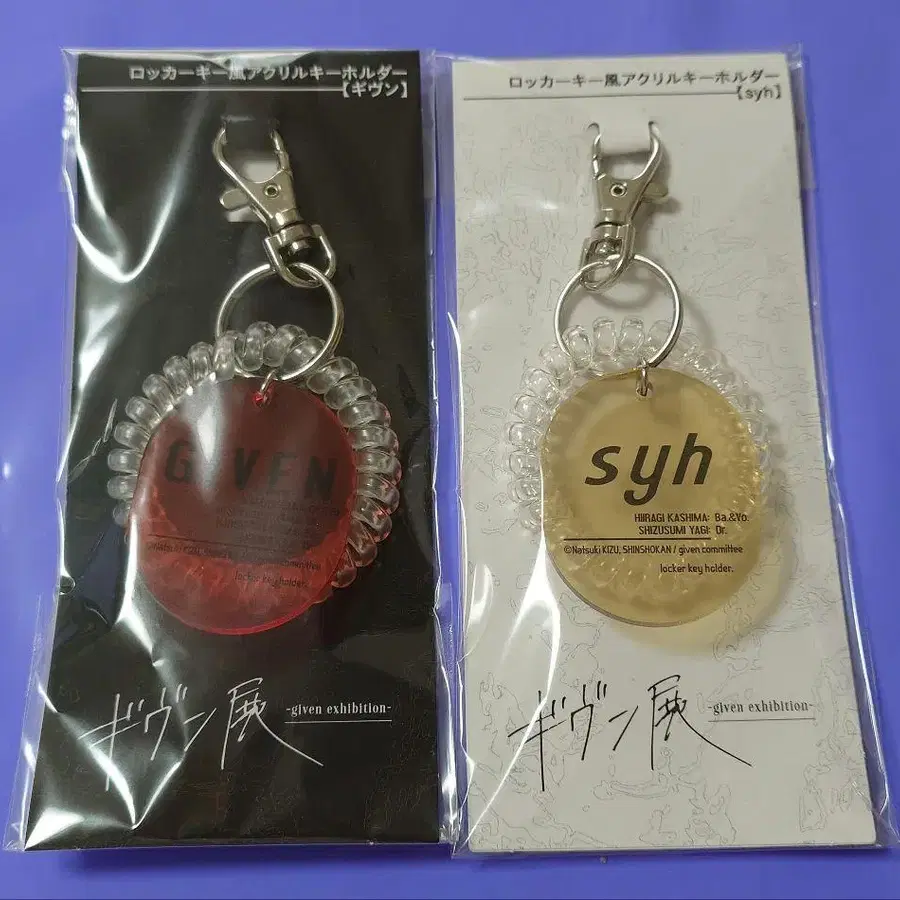 ロッカーキー風アクリルキーホルダー
【ギヴン】
GIVEN
locker key holder.
ギヴン展
-given exhibition-
ロッカーキー風アクリルキーホルダー
【syh】
syh
HIIRAGI KASHIMA: Ba.&Vo.
SHIZUSUMI YAGI: Dr.
©Natsuki KIZU, SHINSHOKAN / given committee
locker key holder.
ギヴン展
-given exhibition-